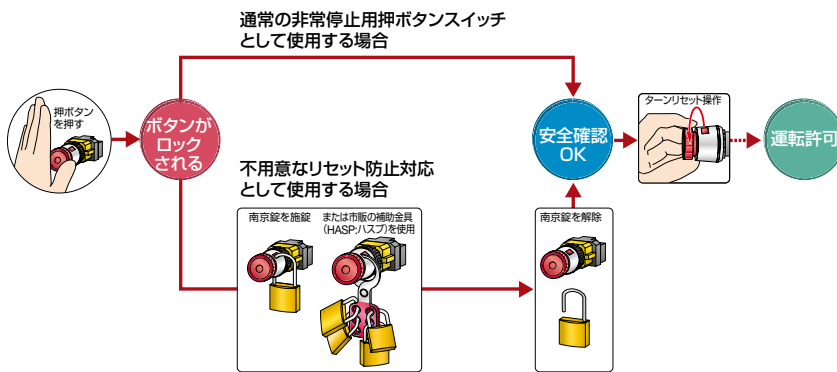 通常の非常停止用押ボタンスイッチ
として使用する場合
押ボタン
を押す
ボタンが
ロック
される
安全確認
OK
ターンリセット操作
運転許可
不用意なリセット防止対応
として使用する場合
南京錠を施錠
または市販の補助金具
(HASP:ハスプ)を使用
南京錠を解除